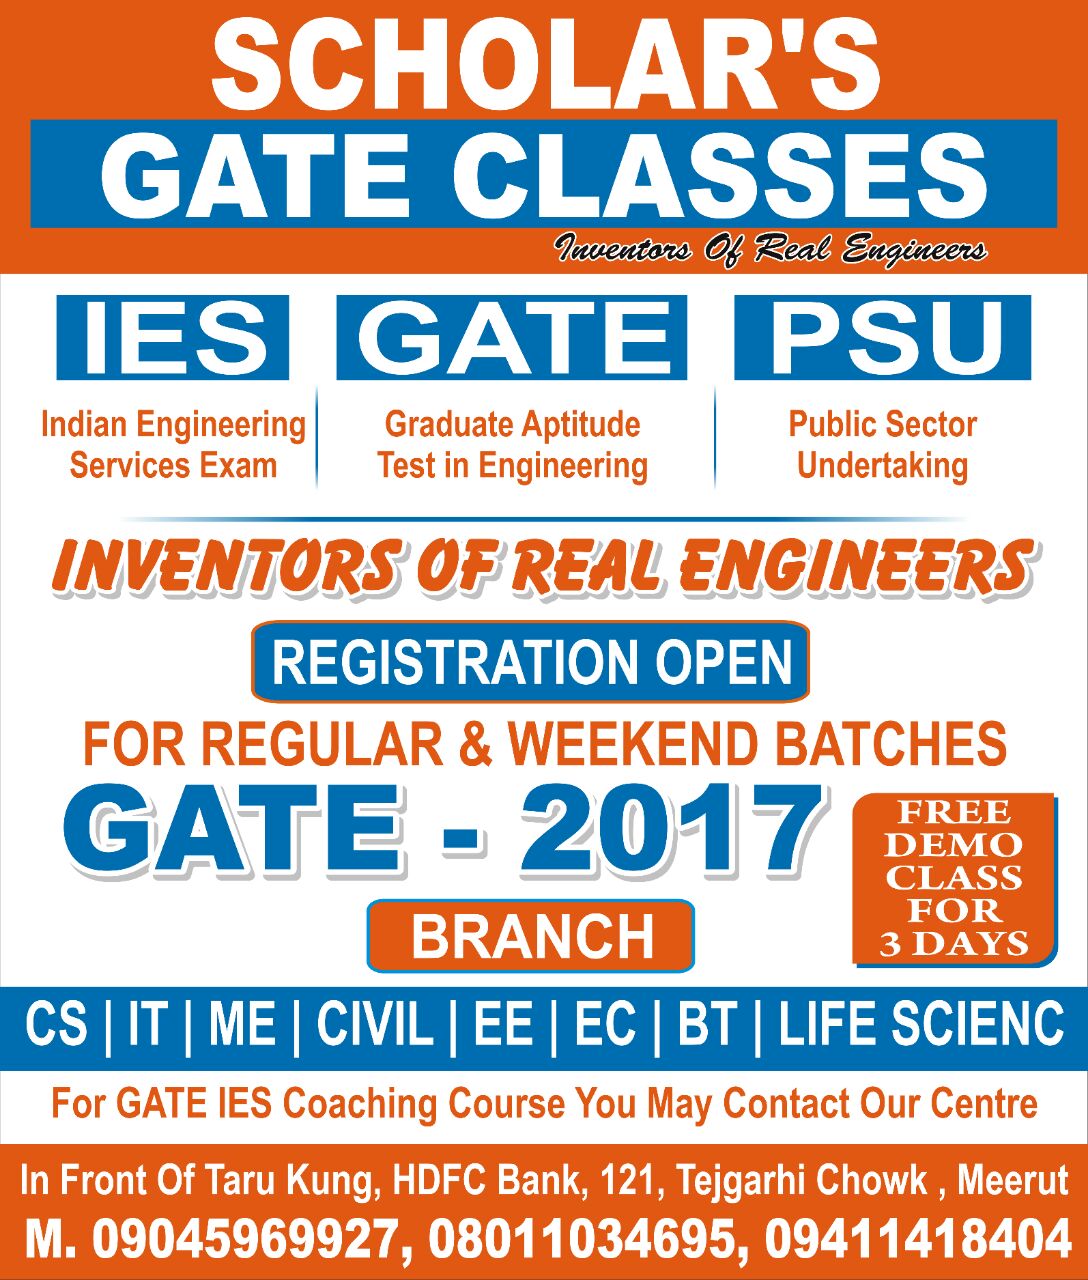 SCHOLAR'S
GATE CLASSES
Inventors Of Real Engineers
IES
GATE
PSU
Indian Engineering
Services Exam
Graduate Aptitude
Test in Engineering
Public Sector
Undertaking
INVENTORS OF REAL ENGINEERS
REGISTRATION OPEN
FOR REGULAR & WEEKEND BATCHES
GATE - 2017
FREE
DEMO
CLASS
FOR
3 DAYS
BRANCH
CS | IT | ME | CIVIL | EE | EC | BT | LIFE SCIENC
For GATE IES Coaching Course You May Contact Our Centre
In Front Of Taru Kung, HDFC Bank, 121, Tejgarhi Chowk , Meerut
M. 09045969927, 08011034695, 09411418404